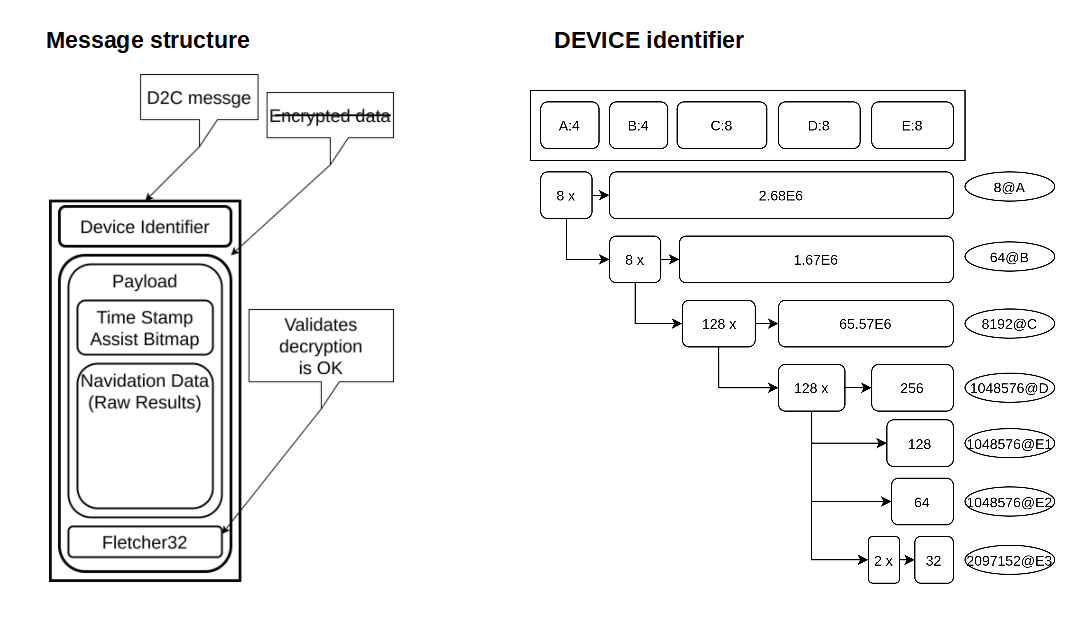 Message structure
D2C messge
Encrypted data
Device Identifier
Payload
Time Stamp
Assist Bitmap
Navidation Data
(Raw Results)
Fletcher32
Validates
decryption
is OK
DEVICE identifier
A:4
B:4
C:8
D:8
E:8
8 x
2.68E6
8@A
8 x
1.67E6
64@B
128 x
65.57E6
8192@C
128 x
256
1048576@D
128
1048576@E1
64
1048576@E2
2 x
32
2097152@E3